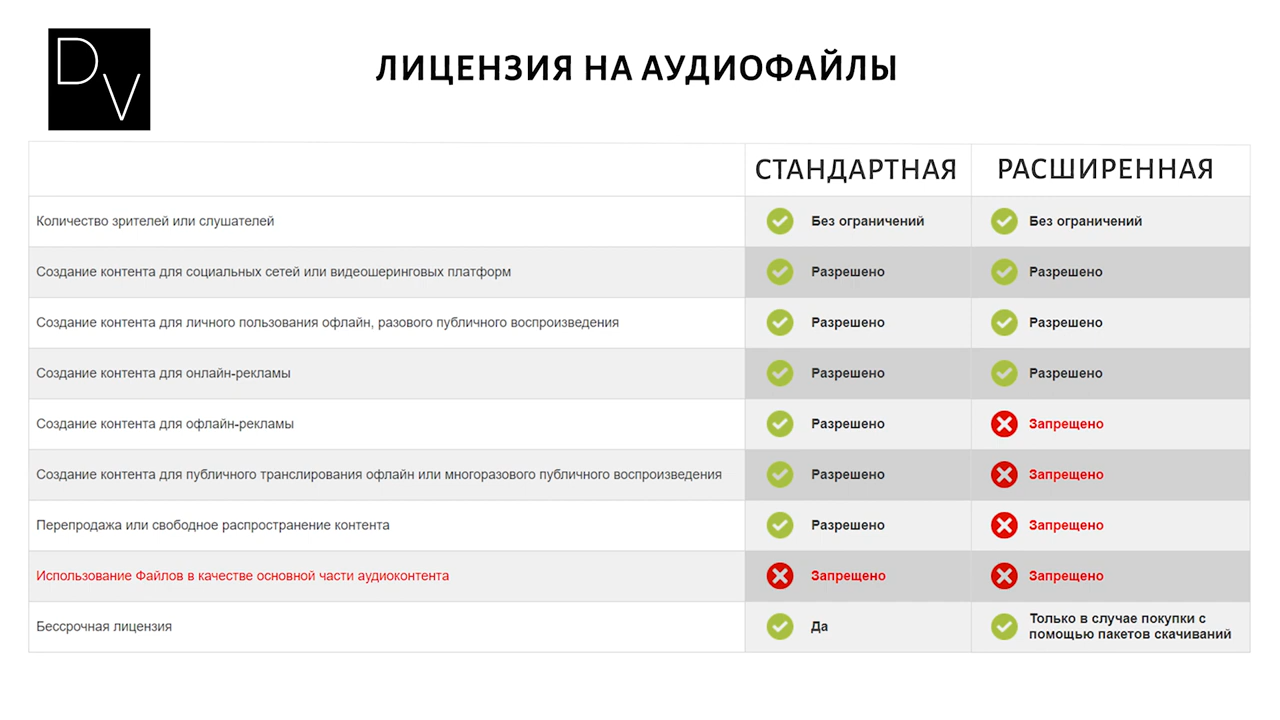 DV
ЛИЦЕНЗИЯ НА АУДИОФАЙЛЫ
СТАНДАРТНАЯ РАСШИРЕННАЯ
Количество зрителей или слушателей Без ограничений Без ограничений
Создание контента для социальных сетей или видеошеринговых платформ Разрешено Разрешено
Создание контента для личного пользования офлайн, разового публичного воспроизведения Разрешено Разрешено
Создание контента для онлайн-рекламы Разрешено Разрешено
Создание контента для офлайн-рекламы Разрешено Запрещено
Создание контента для публичного транслирования офлайн или многоразового публичного воспроизведения Разрешено Запрещено
Перепродажа или свободное распространение контента Разрешено Запрещено
Использование Файлов в качестве основной части аудиоконтента Запрещено Запрещено
Бессрочная лицензия Да Только в случае покупки с
помощью пакетов скачиваний